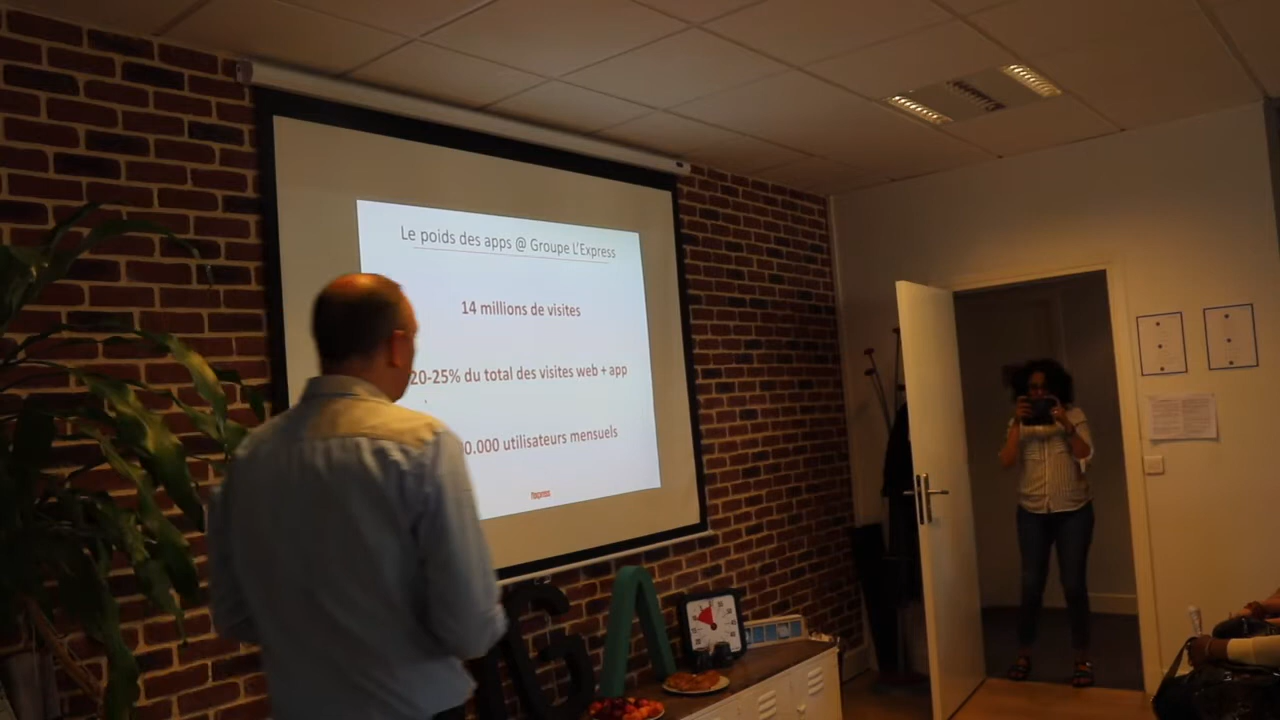 Le poids des apps @ Groupe L'Express
14 millions de visites
20-25% du total des visites web + app
0.000 utilisateurs mensuels
l'express